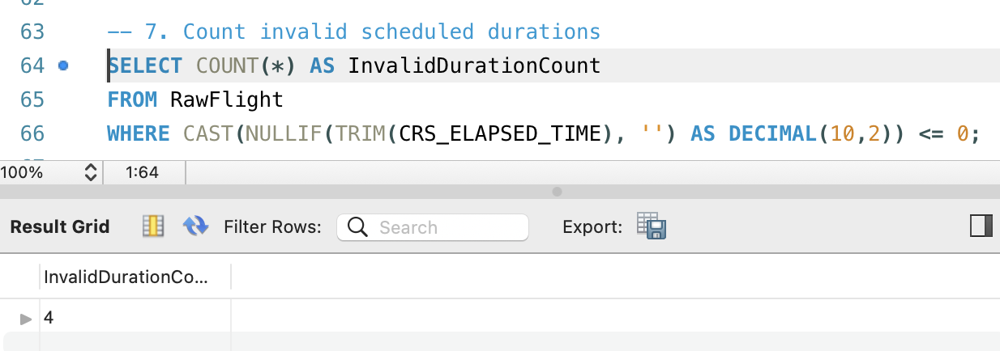 63 -- 7. Count invalid scheduled durations
64 SELECT COUNT(*) AS InvalidDurationCount
65 FROM RawFlight
66 WHERE CAST(NULLIF(TRIM(CRS_ELAPSED_TIME), '') AS DECIMAL(10,2)) <= 0;
100% 1:64
Result Grid Filter Rows: Search Export:
InvalidDurationCo...
4